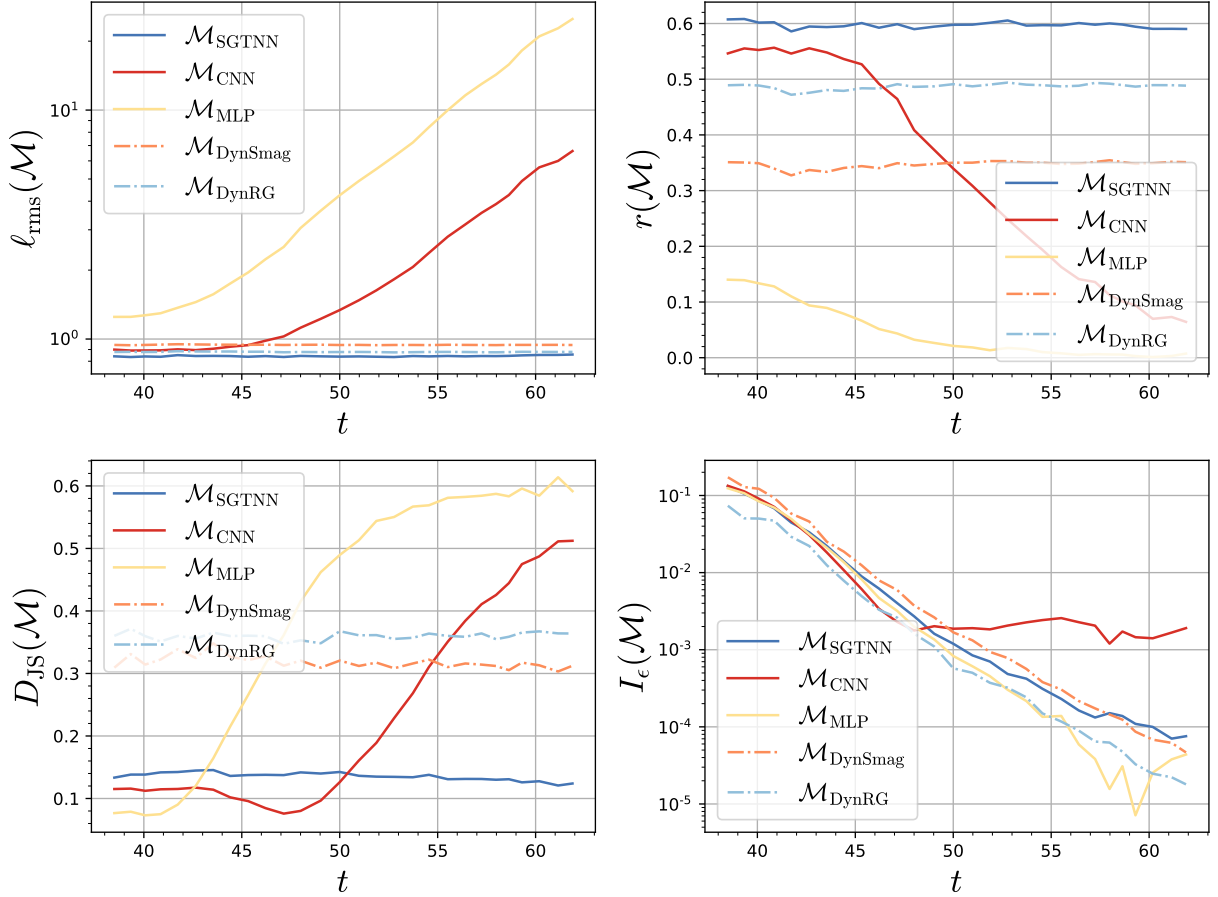 ℓ_rms(ℳ)
10¹
10⁰
40 45 50 55 60
t
ℳ_SGTNN
ℳ_CNN
ℳ_MLP
ℳ_DynSmag
ℳ_DynRG
r(ℳ)
0.6
0.5
0.4
0.3
0.2
0.1
0.0
40 45 50 55 60
t
ℳ_SGTNN
ℳ_CNN
ℳ_MLP
ℳ_DynSmag
ℳ_DynRG
D_JS(ℳ)
0.6
0.5
0.4
0.3
0.2
0.1
40 45 50 55 60
t
ℳ_SGTNN
ℳ_CNN
ℳ_MLP
ℳ_DynSmag
ℳ_DynRG
I_ϵ(ℳ)
10⁻¹
10⁻²
10⁻³
10⁻⁴
10⁻⁵
40 45 50 55 60
t
ℳ_SGTNN
ℳ_CNN
ℳ_MLP
ℳ_DynSmag
ℳ_DynRG